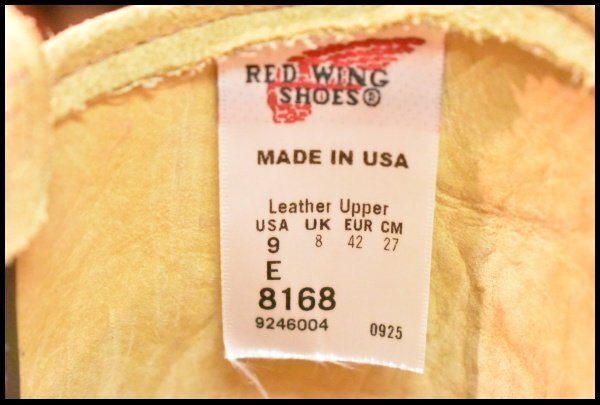 RED WING
SHOES®
MADE IN USA
Leather Upper
USA UK EUR CM
9 8 42 27
E
8168
9246004 0925